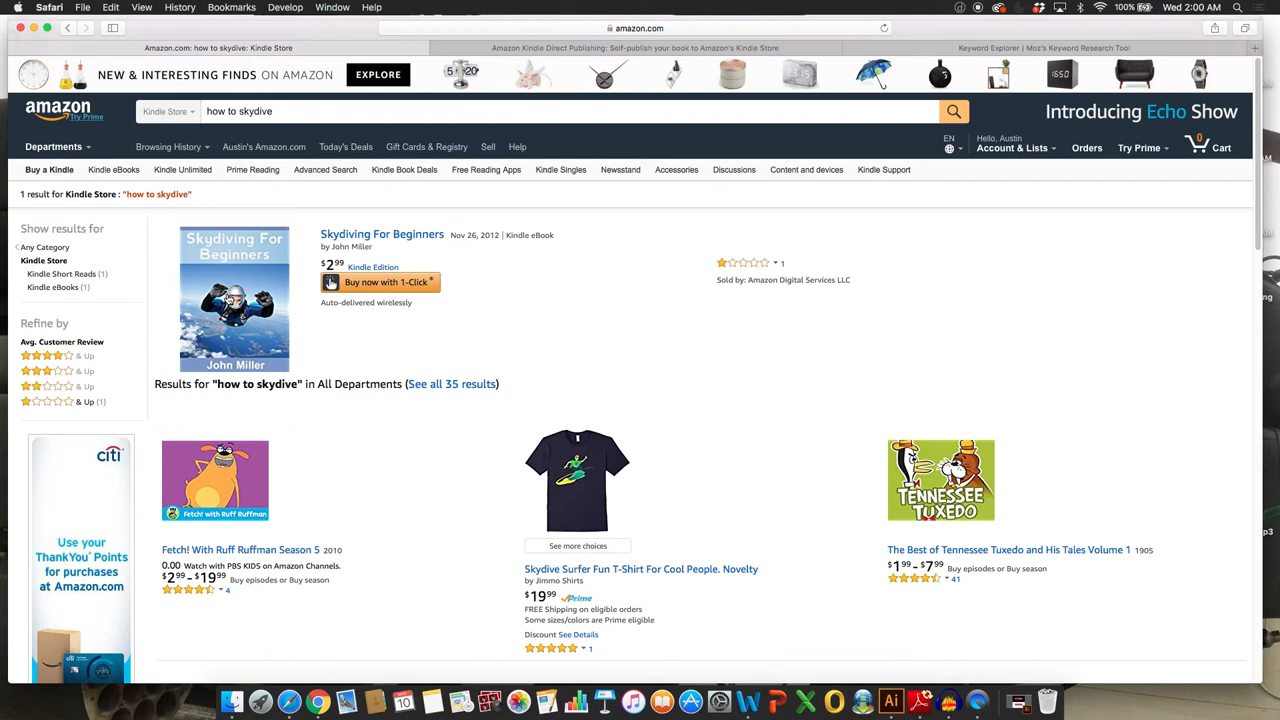 Safari File Edit View History Bookmarks Develop Window Help 100% Wed 2:00 AM
amazon.com
Amazon.com: how to skydive: Kindle Store
Amazon Kindle Direct Publishing: Self-publish your book to Amazon's Kindle Store
Keyword Explorer | Moz's Keyword Research Tool
NEW & INTERESTING FINDS ON AMAZON EXPLORE
amazon
Try Prime
Kindle Store
how to skydive
Introducing Echo Show
Departments
Browsing History
Austin's Amazon.com
Today's Deals
Gift Cards & Registry
Sell
Help
EN
Hello, Austin
Account & Lists
Orders
Try Prime
0
Cart
Buy a Kindle
Kindle eBooks
Kindle Unlimited
Prime Reading
Advanced Search
Kindle Book Deals
Free Reading Apps
Kindle Singles
Newsstand
Accessories
Discussions
Content and devices
Kindle Support
1 result for Kindle Store : "how to skydive"
Show results for
Any Category
Kindle Store
Kindle Short Reads (1)
Kindle eBooks (1)
Refine by
Avg. Customer Review
& Up
& Up
& Up
& Up (1)
Skydiving For
Beginners
John Miller
Skydiving For Beginners Nov 26, 2012 | Kindle eBook
by John Miller
$2.99 Kindle Edition
Buy now with 1-Click®
Auto-delivered wirelessly
1
Sold by: Amazon Digital Services LLC
Results for "how to skydive" in All Departments (See all 35 results)
citi
Use your
ThankYou® Points
for purchases
at Amazon.com
Fetch! with Ruff Ruffman
Fetch! With Ruff Ruffman Season 5 2010
0.00 Watch with PBS KIDS on Amazon Channels.
$2.99 - $19.99 Buy episodes or Buy season
4
See more choices
Skydive Surfer Fun T-Shirt For Cool People. Novelty
by Jimmo Shirts
$19.99 Prime
FREE Shipping on eligible orders
Some sizes/colors are Prime eligible
Discount See Details
1
TENNESSEE
TUXEDO
The Best of Tennessee Tuxedo and His Tales Volume 1 1905
$1.99 - $7.99 Buy episodes or Buy season
41